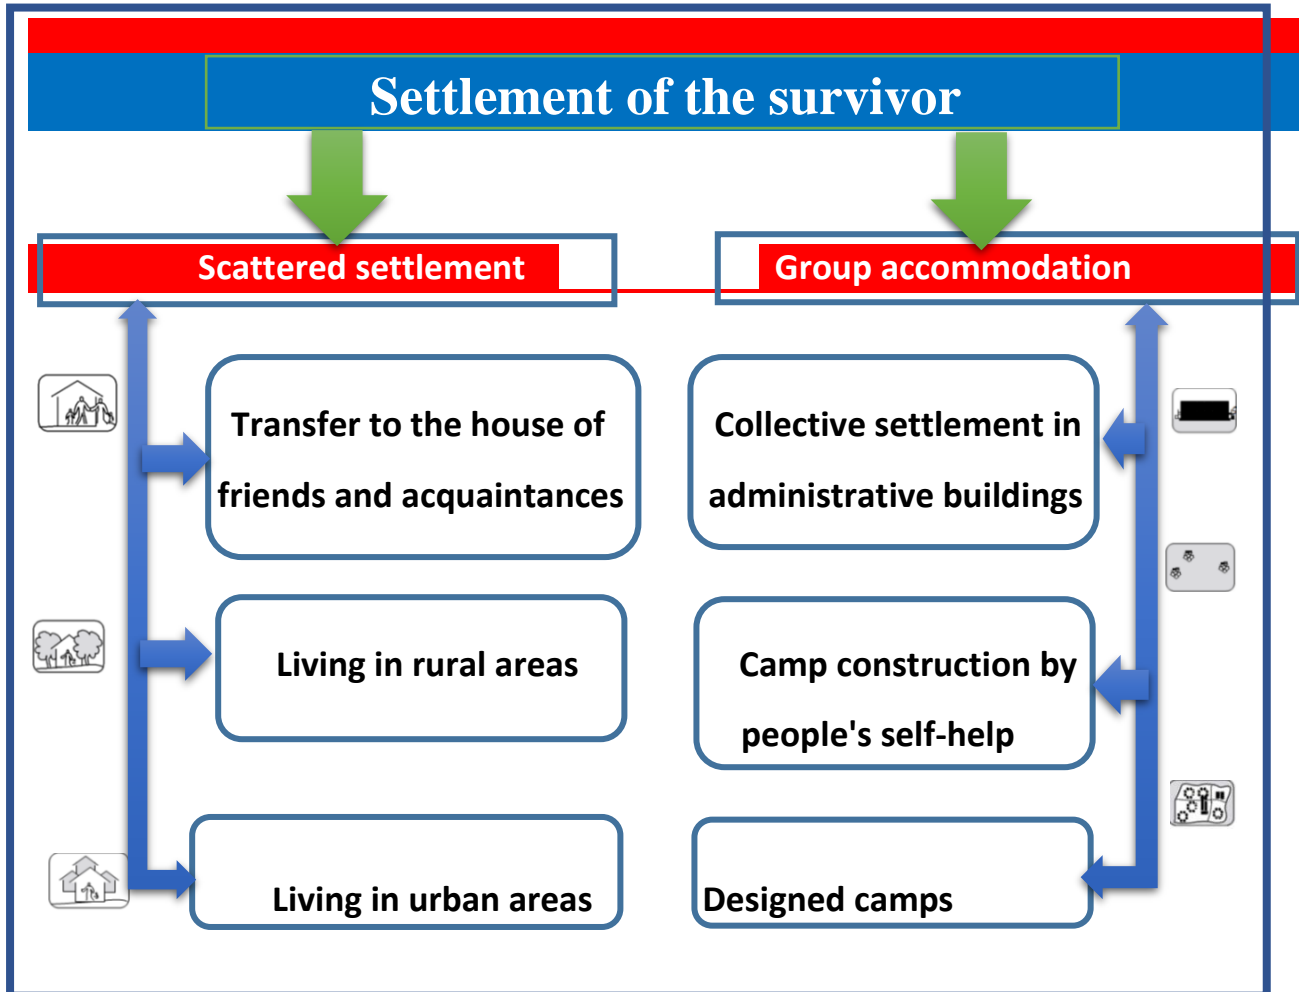 Settlement of the survivor
Scattered settlement
Group accommodation
Transfer to the house of
friends and acquaintances
Collective settlement in
administrative buildings
Living in rural areas
Camp construction by
people's self-help
Living in urban areas
Designed camps